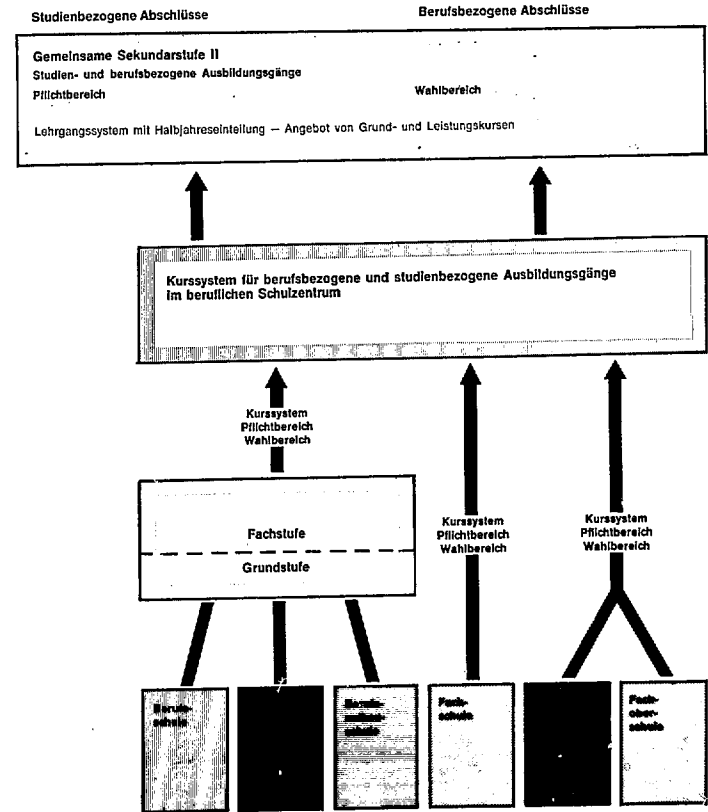 Studienbezogene Abschlüsse
Berufsbezogene Abschlüsse
Gemeinsame Sekundarstufe II
Studien- und berufsbezogene Ausbildungsgänge
Pflichtbereich
Wahlbereich
Lehrgangssystem mit Halbjahreseinteilung — Angebot von Grund- und Leistungskursen
Kurssystem für berufsbezogene und studienbezogene Ausbildungsgänge
im beruflichen Schulzentrum
Kurssystem
Pflichtbereich
Wahlbereich
Fachstufe
Grundstufe
Kurssystem
Pflichtbereich
Wahlbereich
Kurssystem
Pflichtbereich
Wahlbereich
Berufs-
schule
Fach-
schule
Fach-
ober-
schule